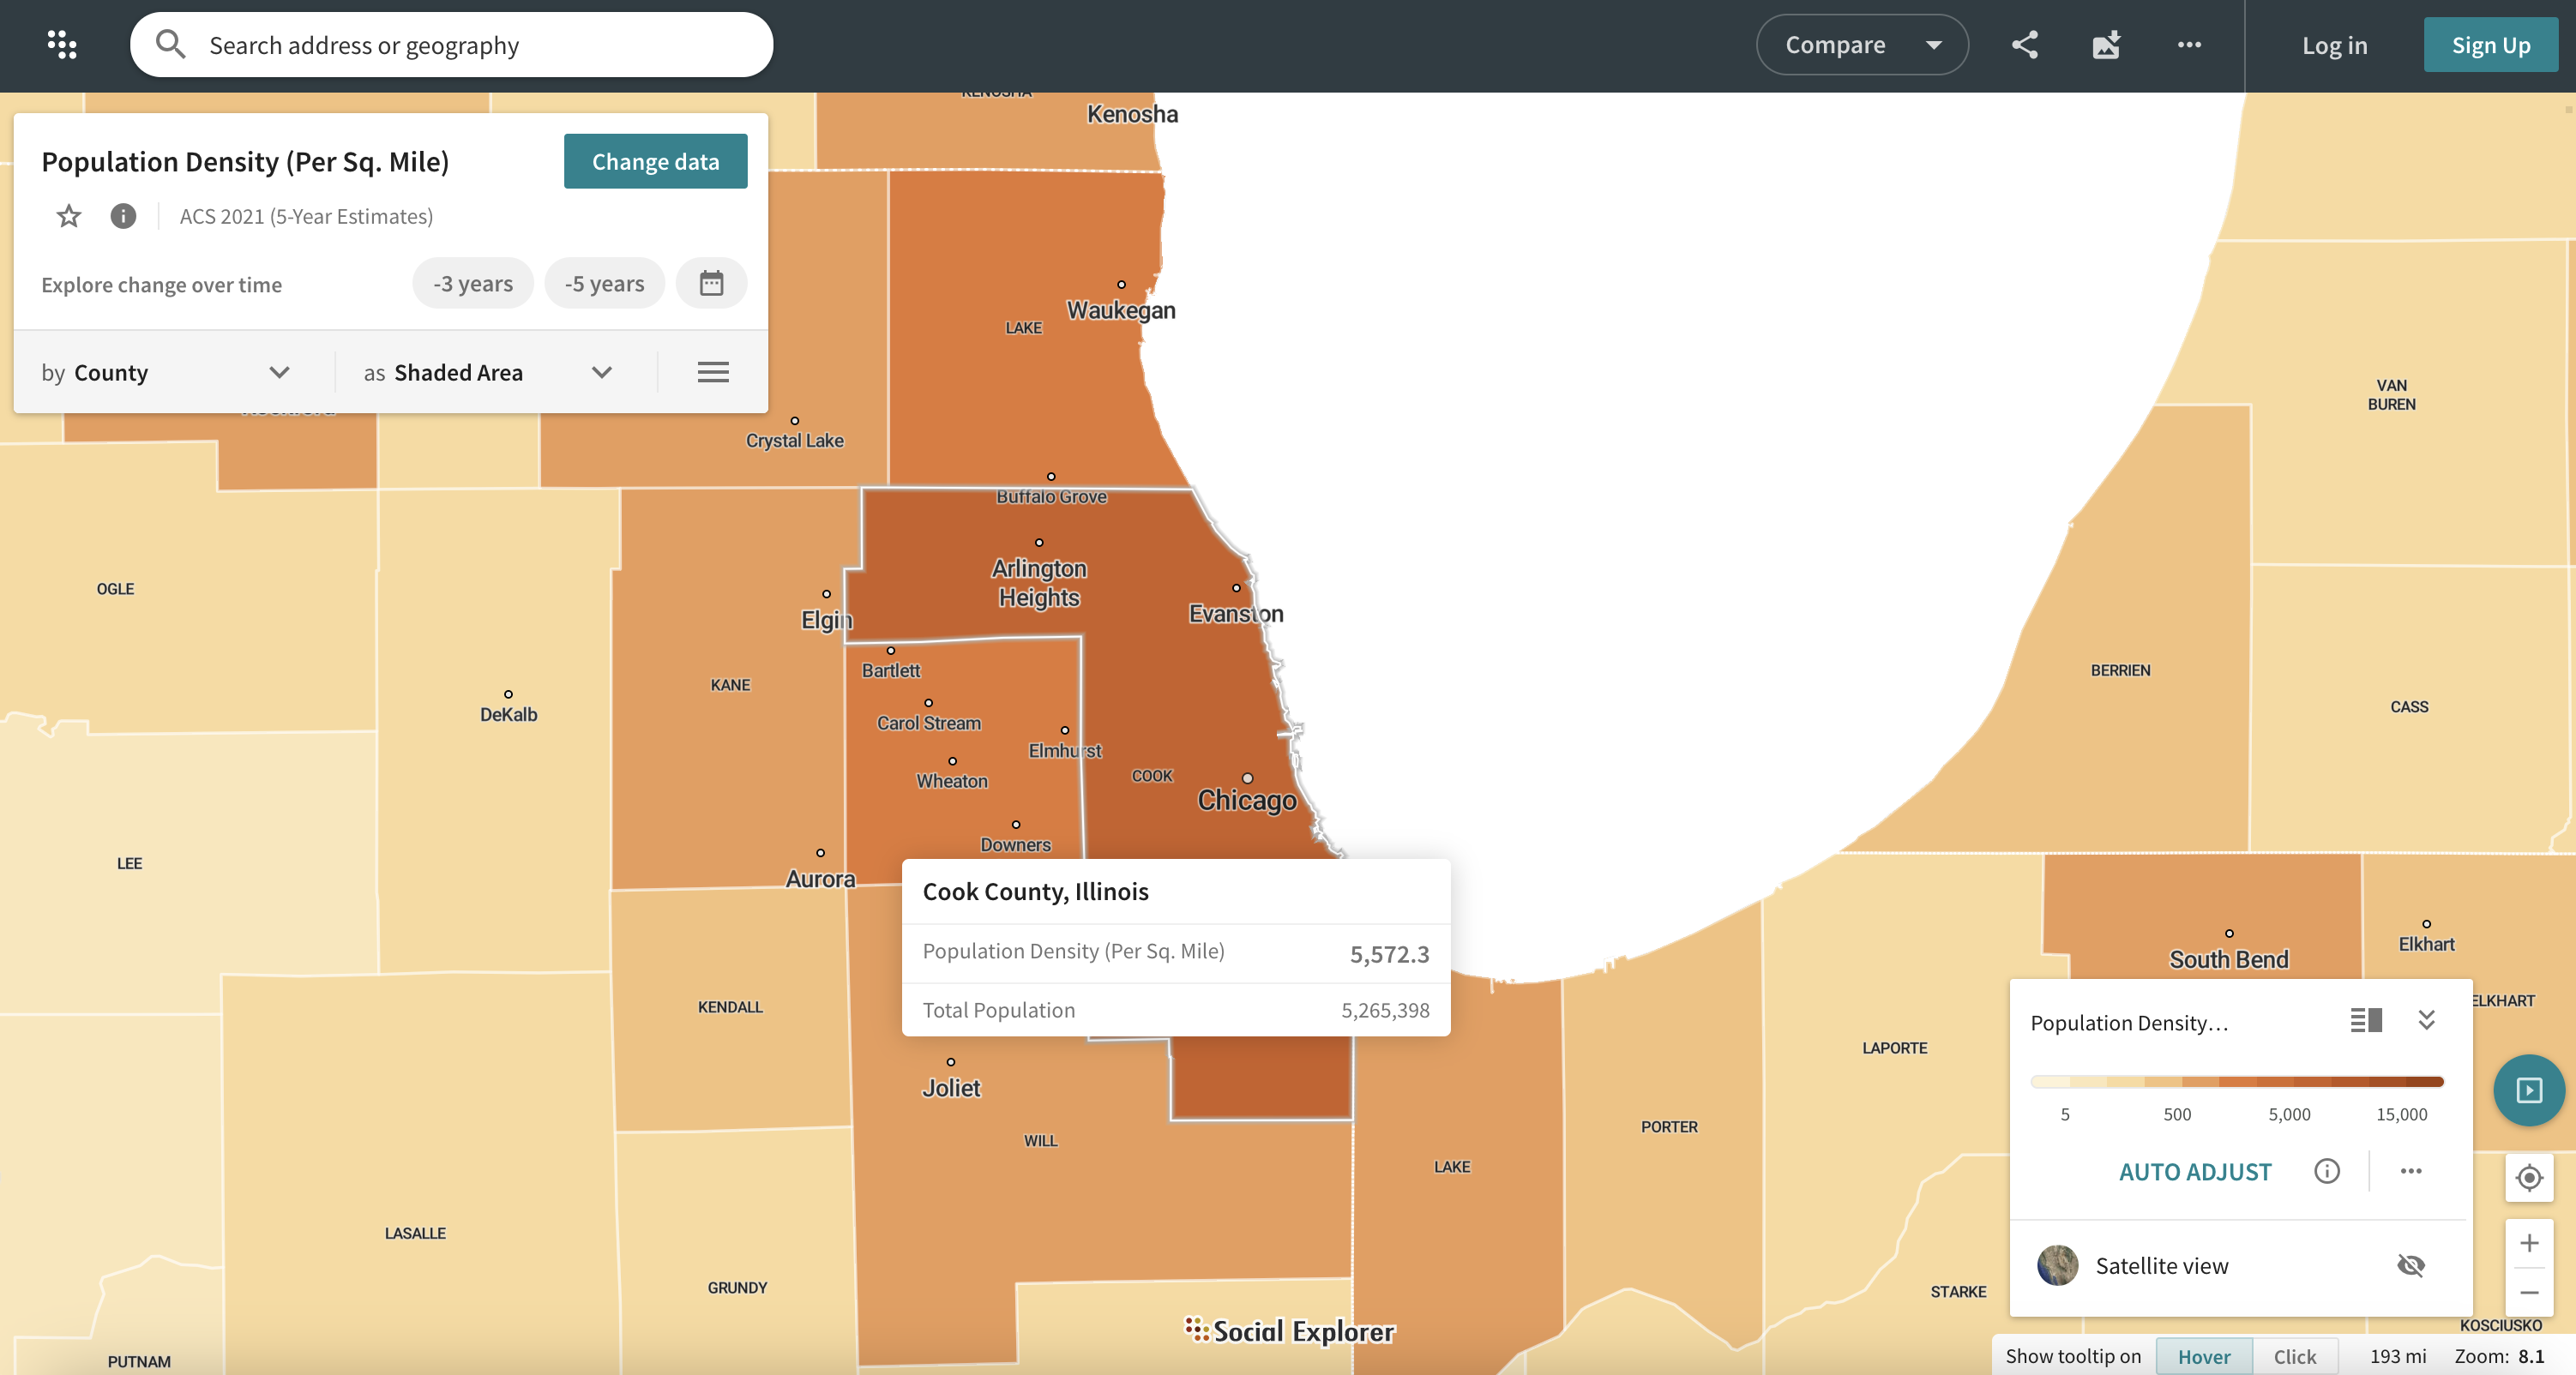 Search address or geography
Compare
Log in
Sign Up
KENOSHA
Kenosha
Population Density (Per Sq. Mile)
Change data
ACS 2021 (5-Year Estimates)
Explore change over time
-3 years
-5 years
by County
as Shaded Area
Waukegan
LAKE
VAN
BUREN
Crystal Lake
Buffalo Grove
Arlington
Heights
OGLE
Evanston
Elgin
Bartlett
BERRIEN
KANE
CASS
DeKalb
Carol Stream
Elmhurst
COOK
Wheaton
Chicago
Downers
LEE
Aurora
Cook County, Illinois
Population Density (Per Sq. Mile) 5,572.3
Total Population 5,265,398
Elkhart
South Bend
ELKHART
KENDALL
Population Density...
LAPORTE
Joliet
5 500 5,000 15,000
PORTER
WILL
LAKE
AUTO ADJUST
LASALLE
Satellite view
GRUNDY
STARKE
KOSCIUSKO
Social Explorer
PUTNAM
Show tooltip on Hover Click 193 mi Zoom: 8.1